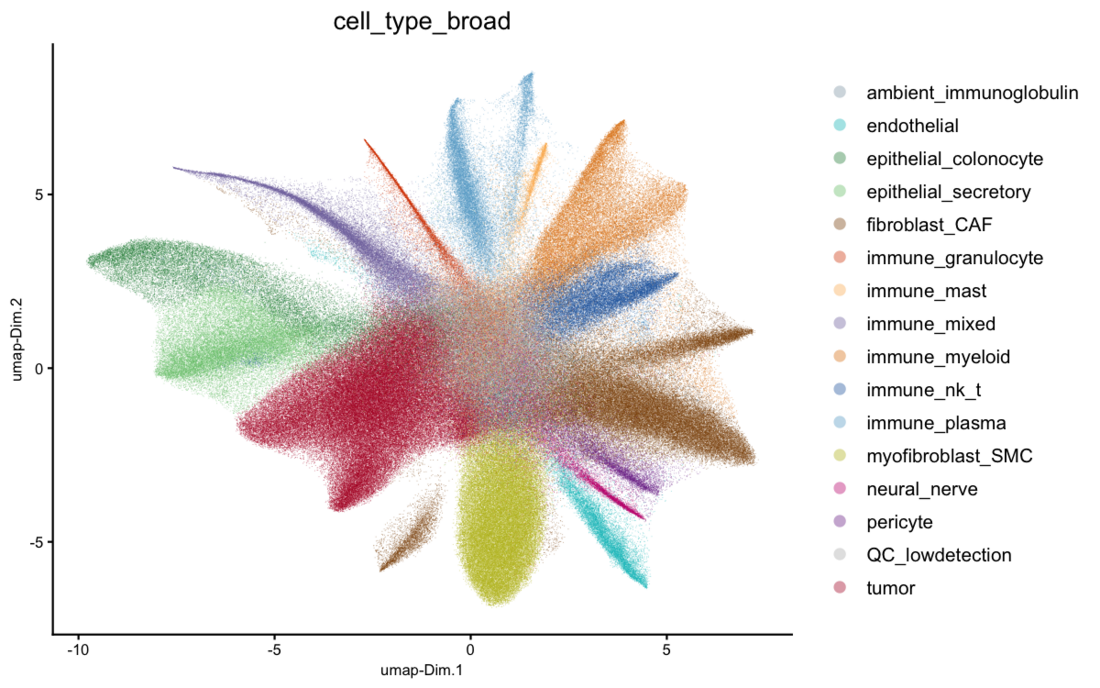 cell_type_broad
umap-Dim.2
5
0
-5
-10
-5
0
5
umap-Dim.1
ambient_immunoglobulin
endothelial
epithelial_colonocyte
epithelial_secretory
fibroblast_CAF
immune_granulocyte
immune_mast
immune_mixed
immune_myeloid
immune_nk_t
immune_plasma
myofibroblast_SMC
neural_nerve
pericyte
QC_lowdetection
tumor